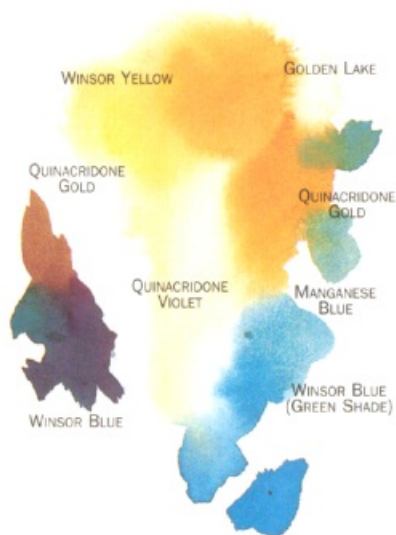 WINSOR YELLOW
GOLDEN LAKE
QUINACRIDONE
GOLD
QUINACRIDONE
GOLD
QUINACRIDONE
VIOLET
MANGANESE
BLUE
WINSOR BLUE
(GREEN SHADE)
WINSOR BLUE